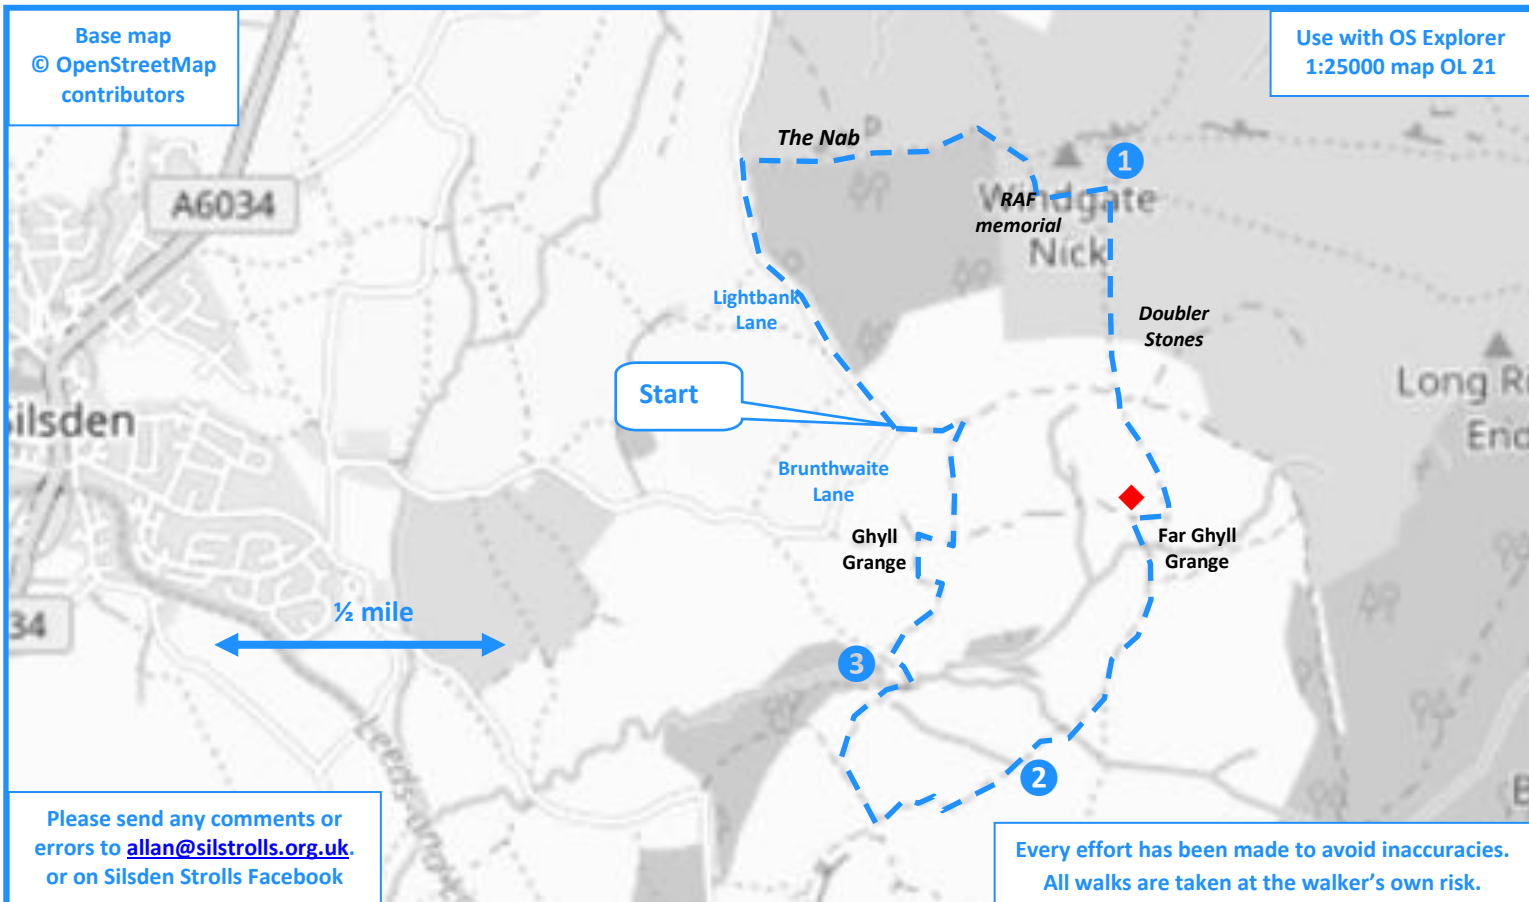 Base map
© OpenStreetMap
contributors
Use with OS Explorer
1:25000 map OL 21
The Nab
1
A6034
Windgate
Nick
RAF
memorial
Lightbank
Lane
Doubler
Stones
Start
Long Ri
End
Silsden
Brunthwaite
Lane
Ghyll
Grange
Far Ghyll
Grange
½ mile
34
3
2
Leeds and
B
Please send any comments or
errors to allan@silstrolls.org.uk.
or on Silsden Strolls Facebook
Every effort has been made to avoid inaccuracies.
All walks are taken at the walker’s own risk.